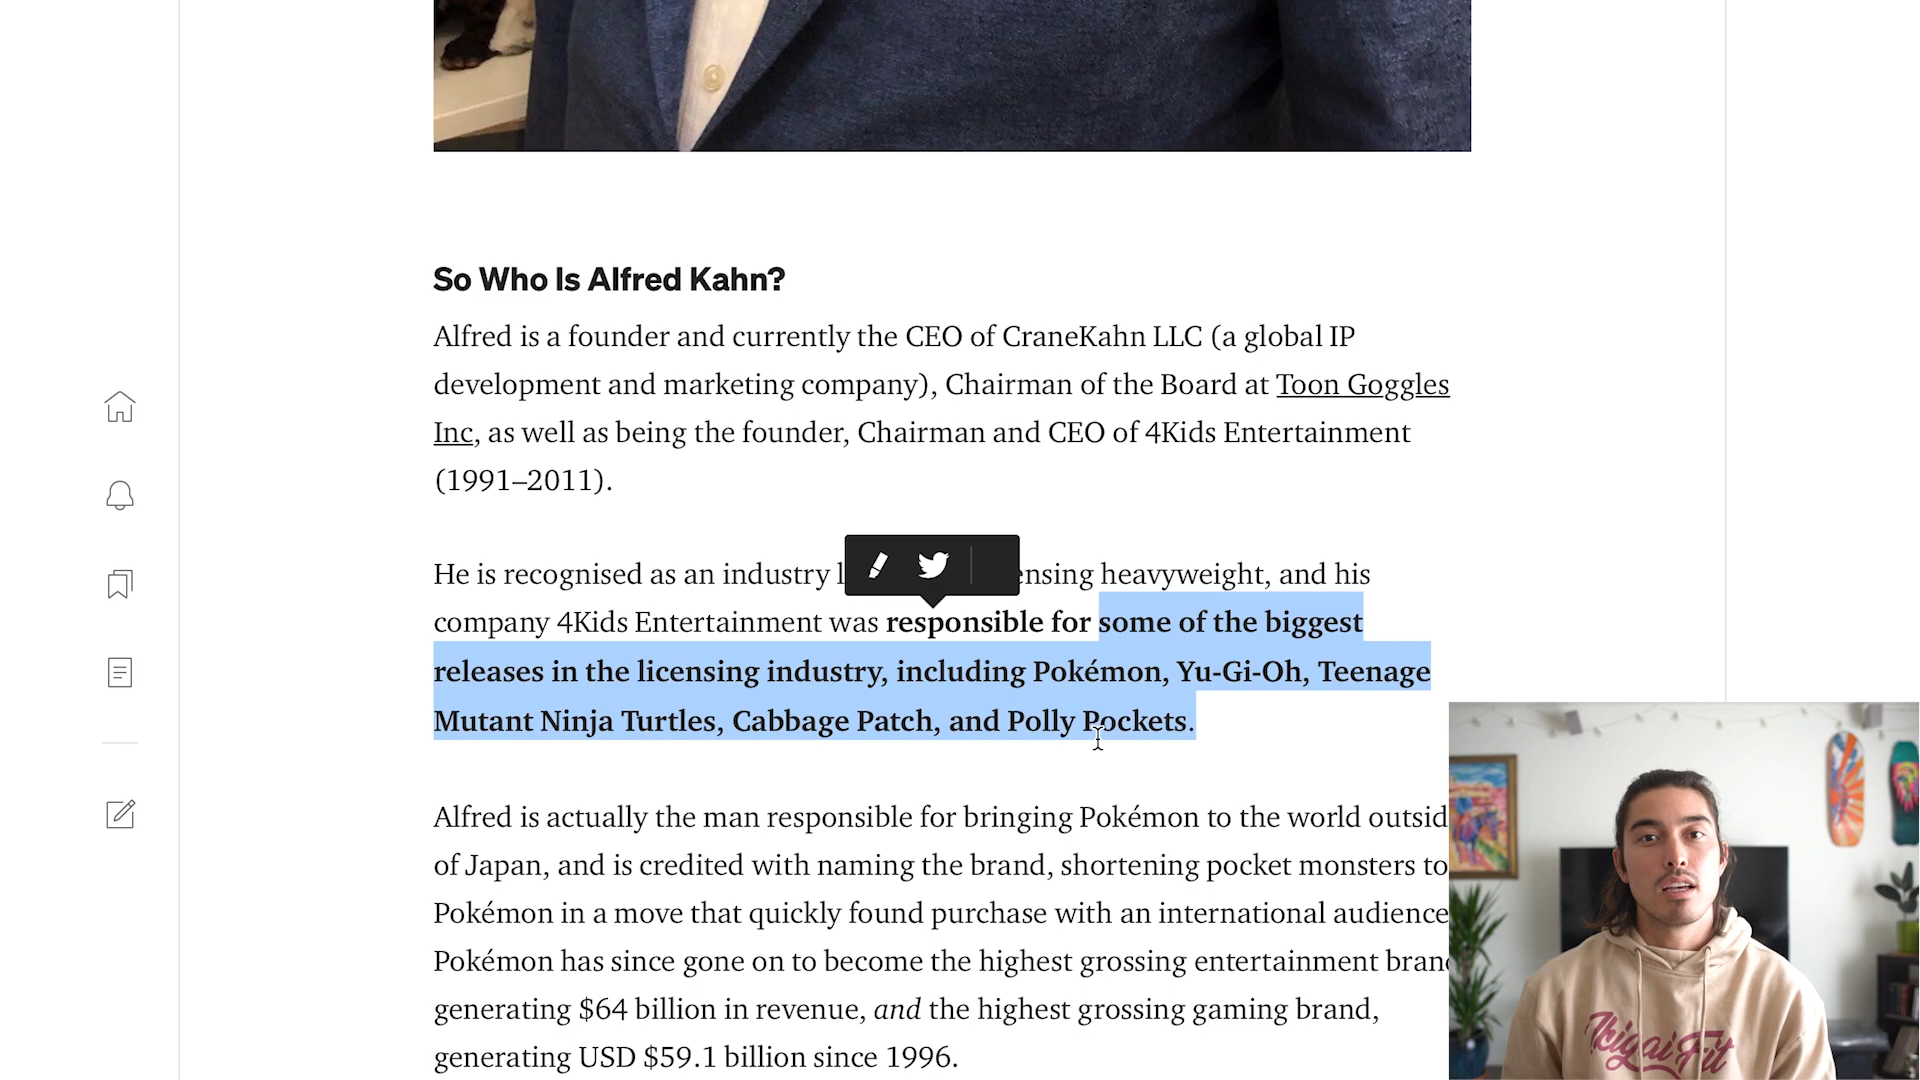 So Who Is Alfred Kahn?
Alfred is a founder and currently the CEO of CraneKahn LLC (a global IP
development and marketing company), Chairman of the Board at Toon Goggles
Inc, as well as being the founder, Chairman and CEO of 4Kids Entertainment
(1991–2011).
He is recognised as an industry l ensing heavyweight, and his
company 4Kids Entertainment was responsible for some of the biggest
releases in the licensing industry, including Pokémon, Yu-Gi-Oh, Teenage
Mutant Ninja Turtles, Cabbage Patch, and Polly Pockets.
Alfred is actually the man responsible for bringing Pokémon to the world outsid
of Japan, and is credited with naming the brand, shortening pocket monsters to
Pokémon in a move that quickly found purchase with an international audience
Pokémon has since gone on to become the highest grossing entertainment bran
generating $64 billion in revenue, and the highest grossing gaming brand,
generating USD $59.1 billion since 1996.
Ikigai Fit